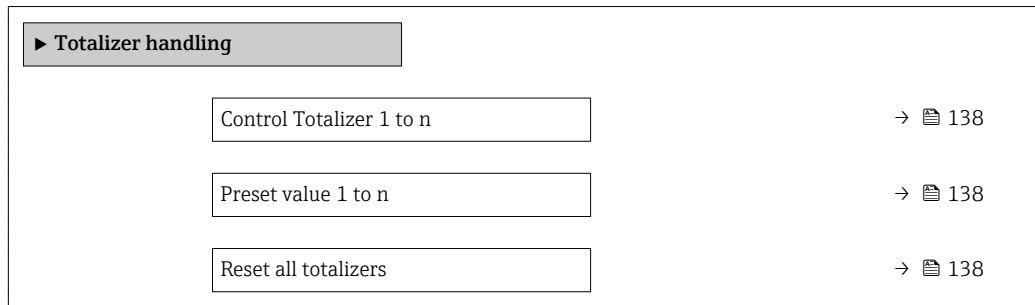 ► Totalizer handling
Control Totalizer 1 to n → 138
Preset value 1 to n → 138
Reset all totalizers → 138